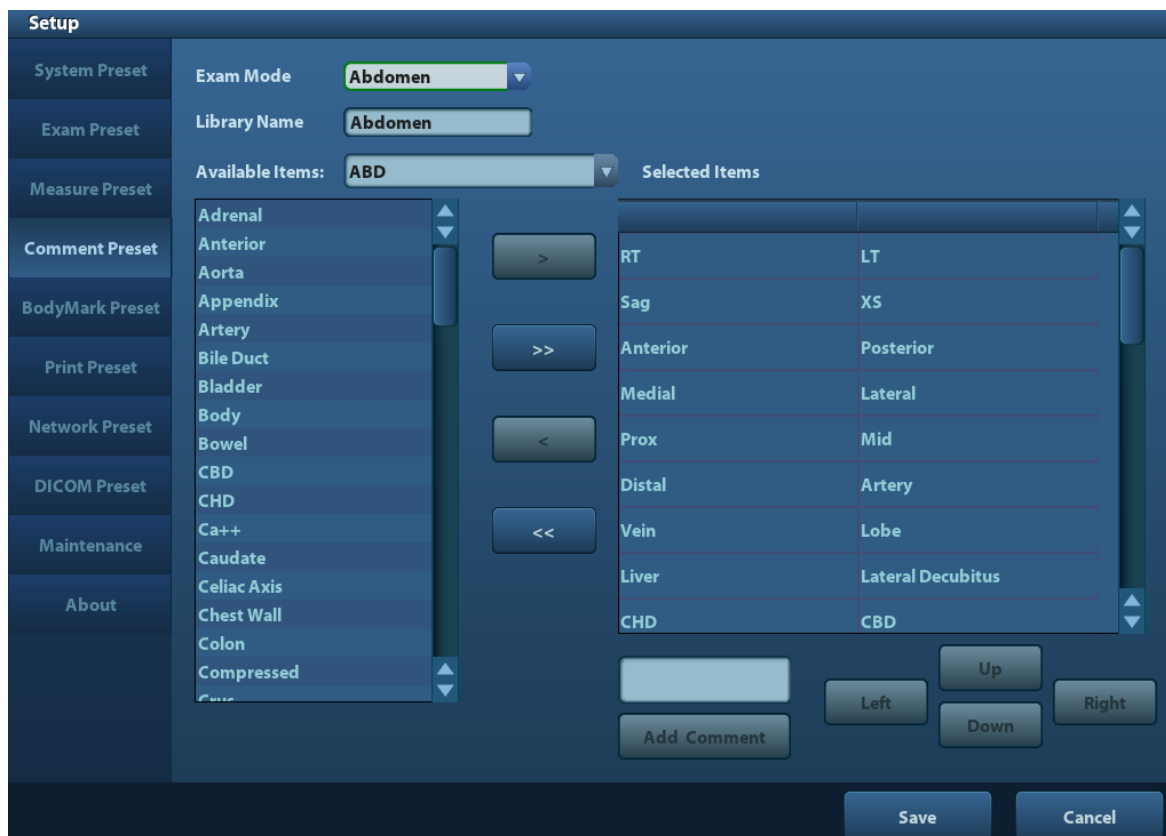 Setup
System Preset
Exam Preset
Measure Preset
Comment Preset
BodyMark Preset
Print Preset
Network Preset
DICOM Preset
Maintenance
About
Exam Mode Abdomen
Library Name Abdomen
Available Items: ABD Selected Items
Adrenal
Anterior
Aorta
Appendix
Artery
Bile Duct
Bladder
Body
Bowel
CBD
CHD
Ca++
Caudate
Celiac Axis
Chest Wall
Colon
Compressed
Crus
>
>>
<
<<
RT LT
Sag XS
Anterior Posterior
Medial Lateral
Prox Mid
Distal Artery
Vein Lobe
Liver Lateral Decubitus
CHD CBD
Add Comment
Up
Left Right
Down
Save Cancel